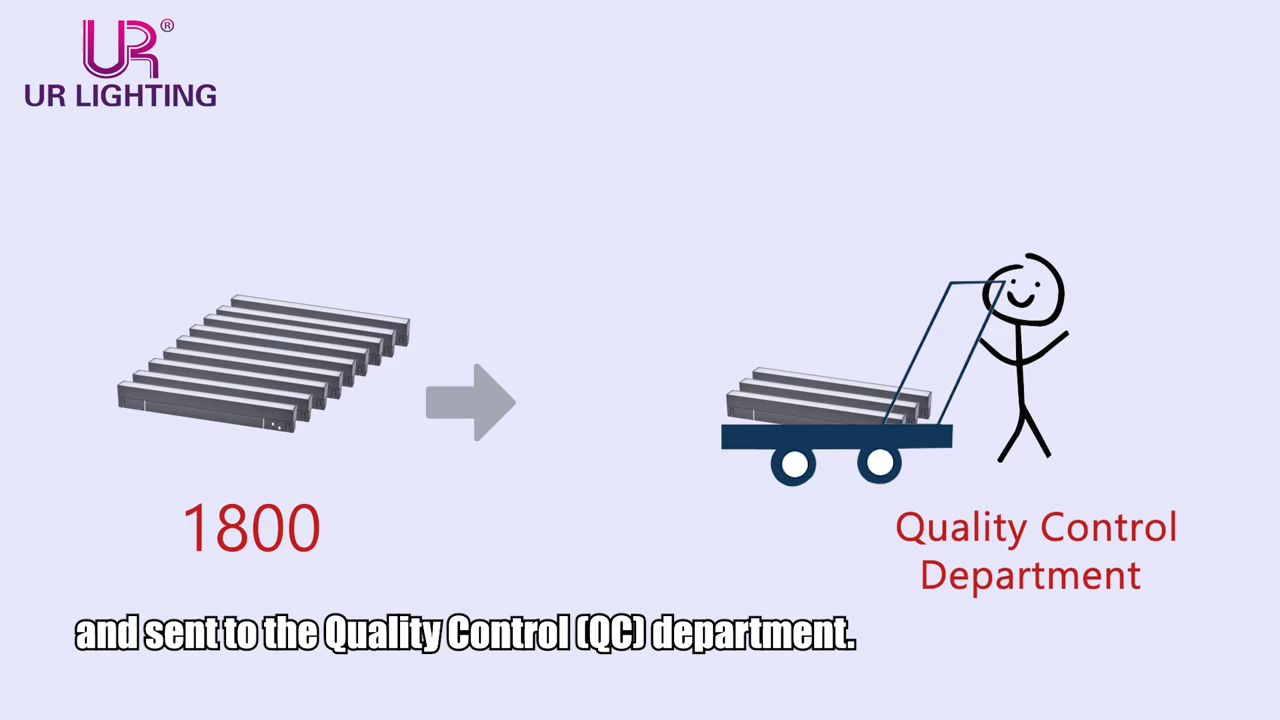 UR®
UR LIGHTING
1800
Quality Control
Department
and sent to the Quality Control (QC) department.